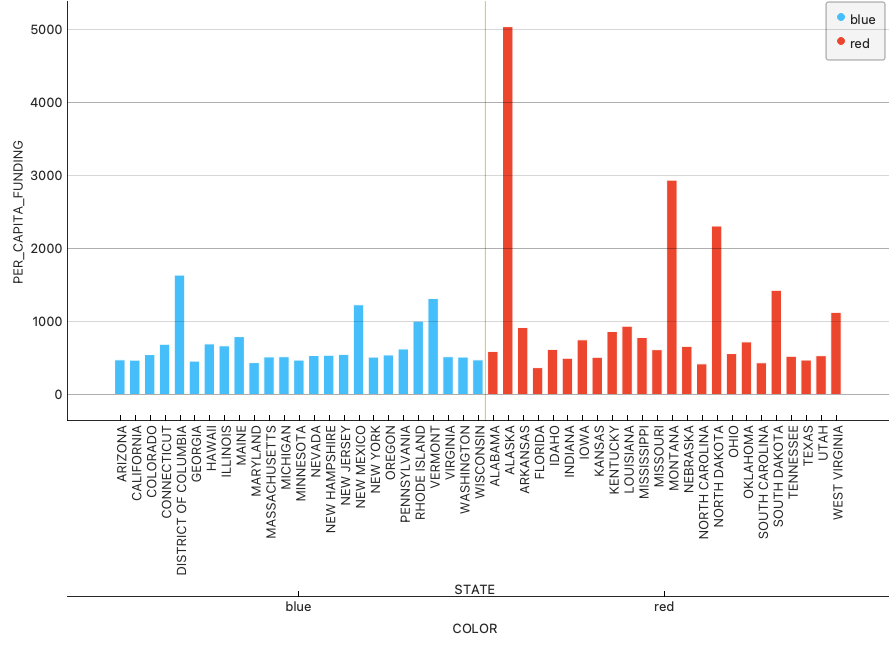 blue
red
PER_CAPITA_FUNDING
5000
4000
3000
2000
1000
0
ARIZONA
CALIFORNIA
COLORADO
CONNECTICUT
DISTRICT OF COLUMBIA
GEORGIA
HAWAII
ILLINOIS
MAINE
MARYLAND
MASSACHUSETTS
MICHIGAN
MINNESOTA
NEVADA
NEW HAMPSHIRE
NEW JERSEY
NEW MEXICO
NEW YORK
OREGON
PENNSYLVANIA
RHODE ISLAND
VERMONT
VIRGINIA
WASHINGTON
WISCONSIN
ALABAMA
ALASKA
ARKANSAS
FLORIDA
IDAHO
INDIANA
IOWA
KANSAS
KENTUCKY
LOUISIANA
MISSISSIPPI
MISSOURI
MONTANA
NEBRASKA
NORTH CAROLINA
NORTH DAKOTA
OHIO
OKLAHOMA
SOUTH CAROLINA
SOUTH DAKOTA
TENNESSEE
TEXAS
UTAH
WEST VIRGINIA
STATE
blue
red
COLOR